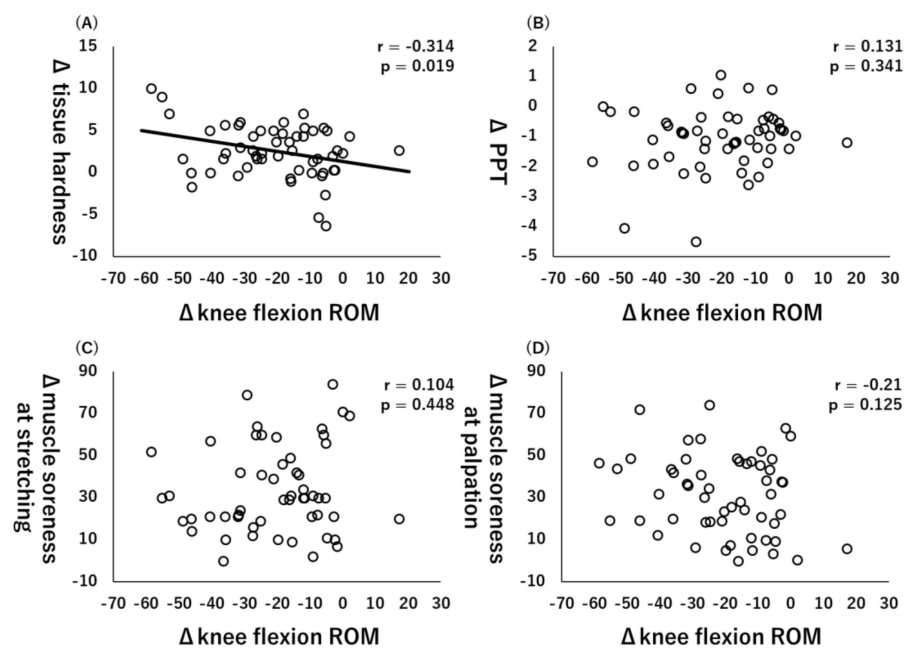 (A)
r = -0.314
p = 0.019
Δ tissue hardness
15
10
5
0
-5
-10
-70 -60 -50 -40 -30 -20 -10 0 10 20 30
Δ knee flexion ROM
(B)
r = 0.131
p = 0.341
Δ PPT
2
1
0
-1
-2
-3
-4
-5
-70 -60 -50 -40 -30 -20 -10 0 10 20 30
Δ knee flexion ROM
(C)
r = 0.104
p = 0.448
Δ muscle soreness
at stretching
90
70
50
30
10
-10
-70 -60 -50 -40 -30 -20 -10 0 10 20 30
Δ knee flexion ROM
(D)
r = -0.21
p = 0.125
Δ muscle soreness
at palpation
90
70
50
30
10
-10
-70 -60 -50 -40 -30 -20 -10 0 10 20 30
Δ knee flexion ROM